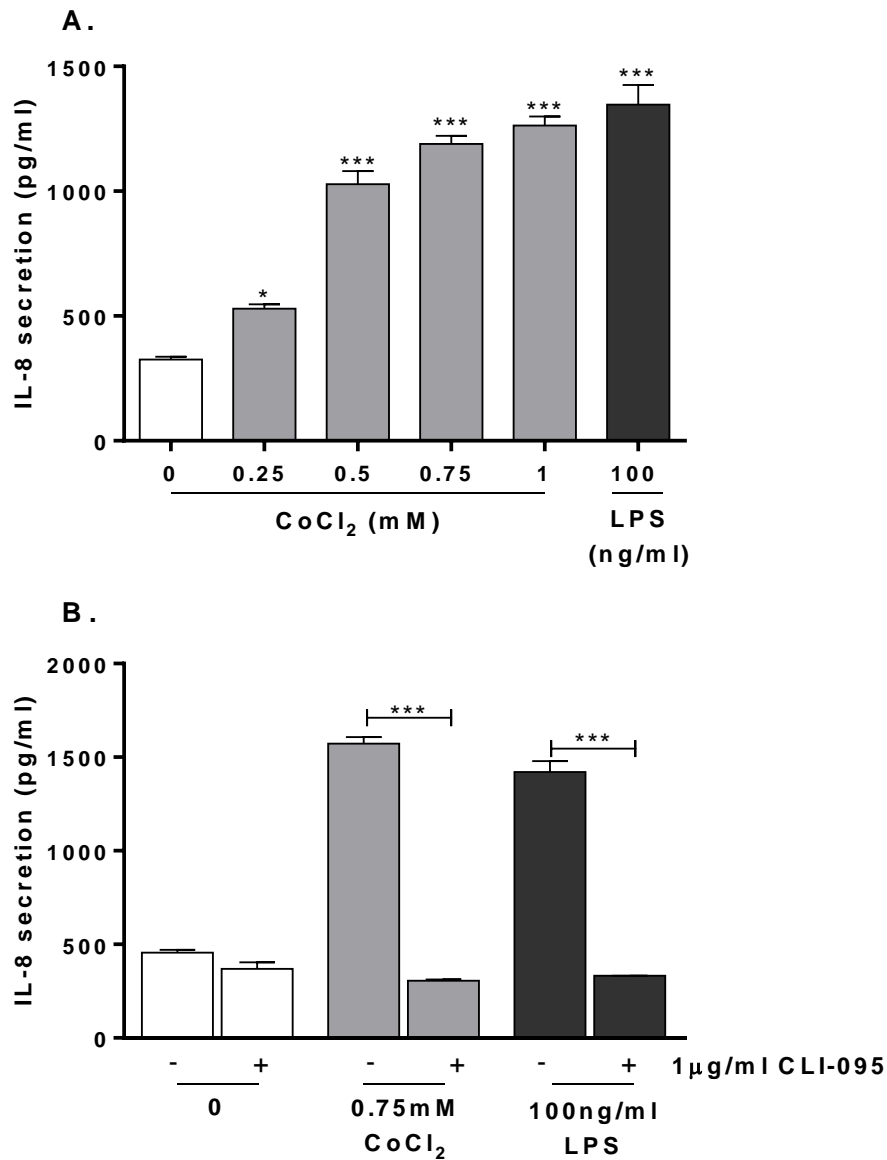 A.
IL-8 secretion (pg/ml)
1500
1000
500
0
***
***
***
***
*
0 0.25 0.5 0.75 1 100
CoCl₂ (mM) LPS
(ng/ml)
B.
IL-8 secretion (pg/ml)
2000
1500
1000
500
0
***
***
- + - + - + 1μg/ml CLI-095
0 0.75mM 100ng/ml
CoCl₂ LPS